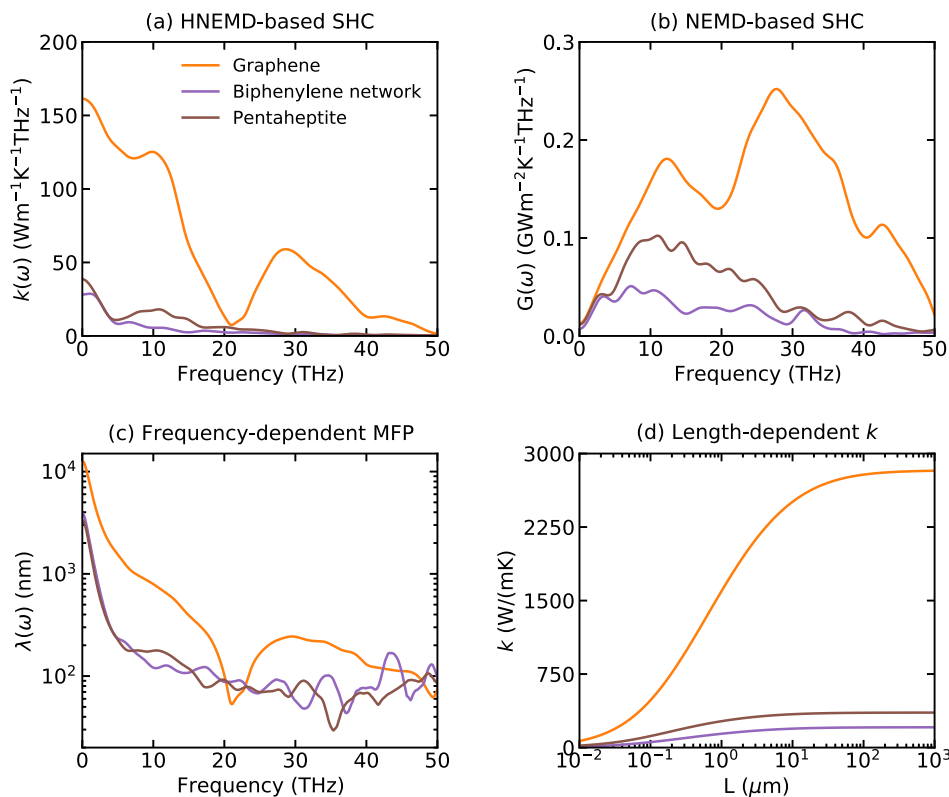 (a) HNEMD-based SHC
200
150
100
50
0
k(ω) (Wm⁻¹K⁻¹THz⁻¹)
Graphene
Biphenylene network
Pentaheptite
0 10 20 30 40 50
Frequency (THz)
(b) NEMD-based SHC
0.3
0.2
0.1
0.0
G(ω) (GWm⁻²K⁻¹THz⁻¹)
0 10 20 30 40 50
Frequency (THz)
(c) Frequency-dependent MFP
10⁴
10³
10²
λ(ω) (nm)
0 10 20 30 40 50
Frequency (THz)
(d) Length-dependent k
3000
2250
1500
750
0
k (W/(mK)
10⁻² 10⁻¹ 10⁰ 10¹ 10² 10³
L (μm)